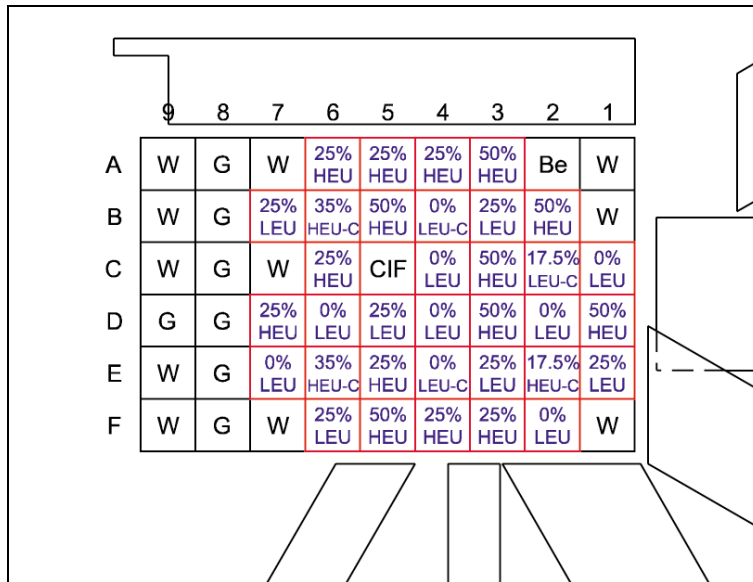 9 8 7 6 5 4 3 2 1
A W G W 25% HEU 25% HEU 25% HEU 50% HEU Be W
B W G 25% LEU 35% HEU-C 50% HEU 0% LEU-C 25% LEU 50% HEU W
C W G W 25% HEU CIF 0% LEU 50% HEU 17.5% LEU-C 0% LEU
D G G 25% HEU 0% LEU 25% LEU 0% LEU 50% HEU 0% LEU 50% HEU
E W G 0% LEU 35% HEU-C 25% HEU 0% LEU-C 25% LEU 17.5% HEU-C 25% LEU
F W G W 25% LEU 50% HEU 25% HEU 25% HEU 0% LEU W